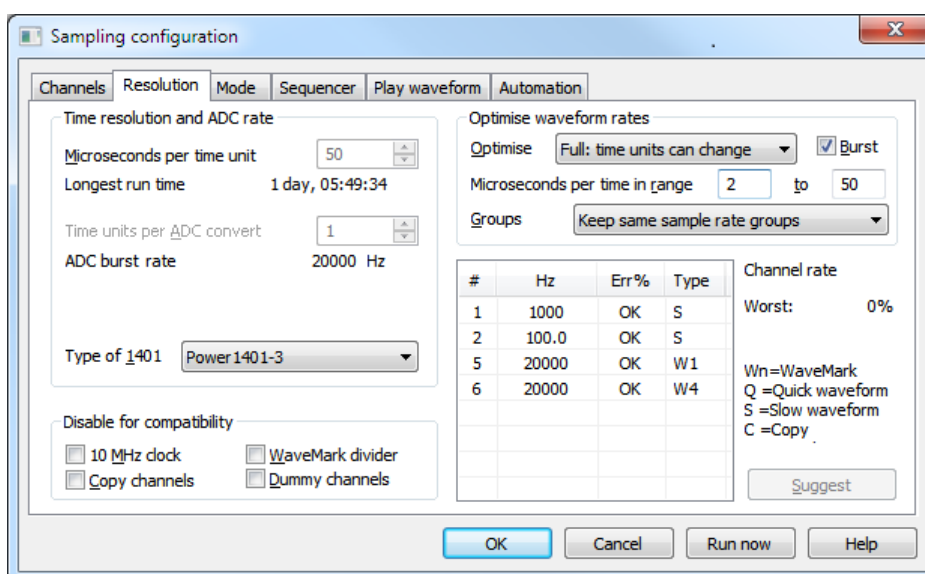 Sampling configuration
Channels Resolution Mode Sequencer Play waveform Automation
Time resolution and ADC rate
Microseconds per time unit 50
Longest run time 1 day, 05:49:34
Time units per ADC convert 1
ADC burst rate 20000 Hz
Type of 1401 Power1401-3
Disable for compatibility
10 MHz clock WaveMark divider
Copy channels Dummy channels
Optimise waveform rates
Optimise Full: time units can change Burst
Microseconds per time in range 2 to 50
Groups Keep same sample rate groups
# Hz Err% Type
1 1000 OK S
2 100.0 OK S
5 20000 OK W1
6 20000 OK W4
Channel rate
Worst: 0%
Wn=WaveMark
Q =Quick waveform
S =Slow waveform
C =Copy
Suggest
OK Cancel Run now Help